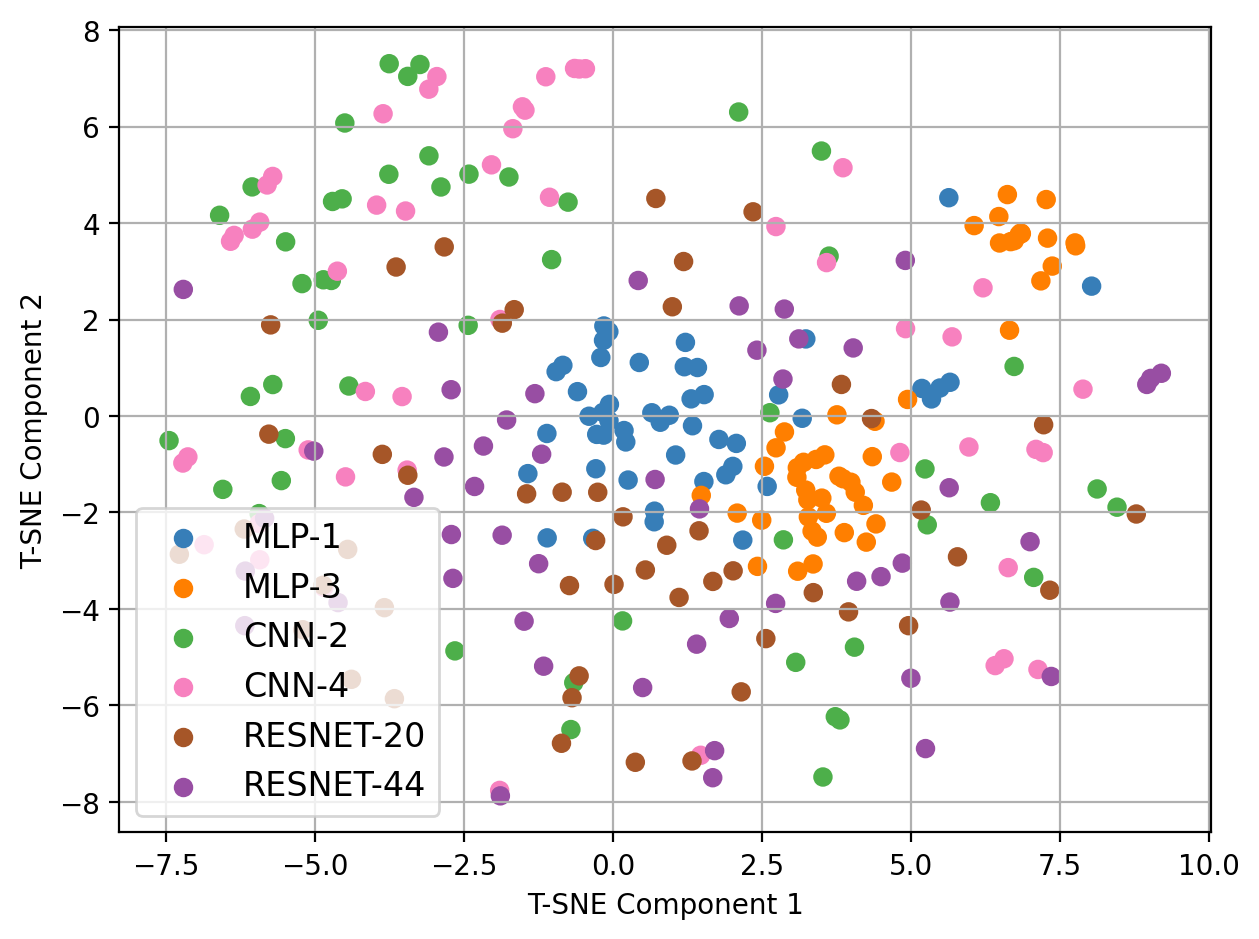 8
6
4
2
0
−2
−4
−6
−8
T-SNE Component 2
MLP-1
MLP-3
CNN-2
CNN-4
RESNET-20
RESNET-44
−7.5 −5.0 −2.5 0.0 2.5 5.0 7.5 10.0
T-SNE Component 1